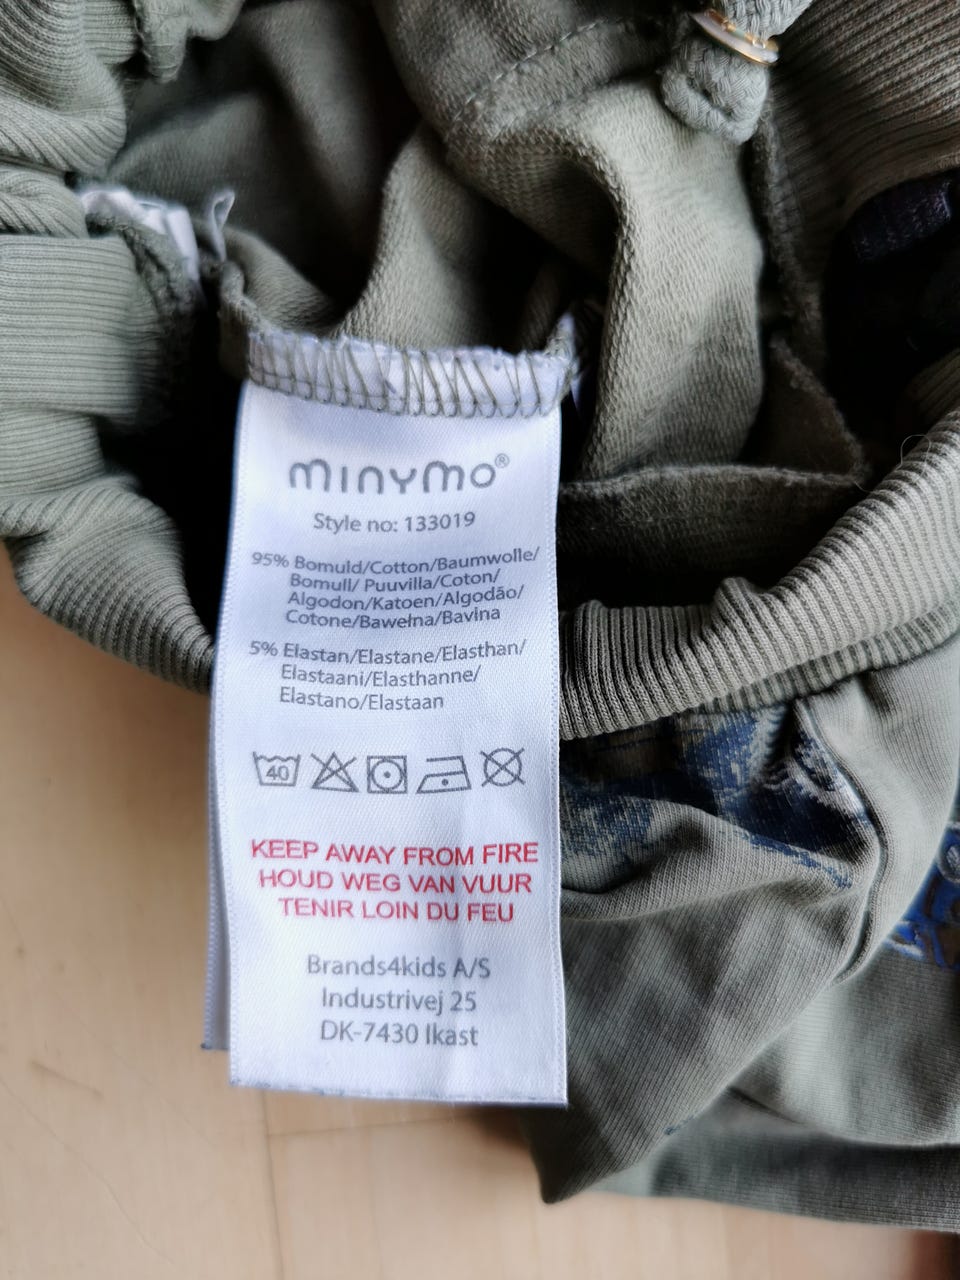 minymo®
Style no: 133019
95% Bomuld/Cotton/Baumwolle/
Bomull/ Puuvilla/Coton/
Algodon/Katoen/Algodão/
Cotone/Bawełna/Bavlna
5% Elastan/Elastane/Elasthan/
Elastaani/Elasthanne/
Elastano/Elastaan
40
KEEP AWAY FROM FIRE
HOUD WEG VAN VUUR
TENIR LOIN DU FEU
Brands4kids A/S
Industrivej 25
DK-7430 Ikast